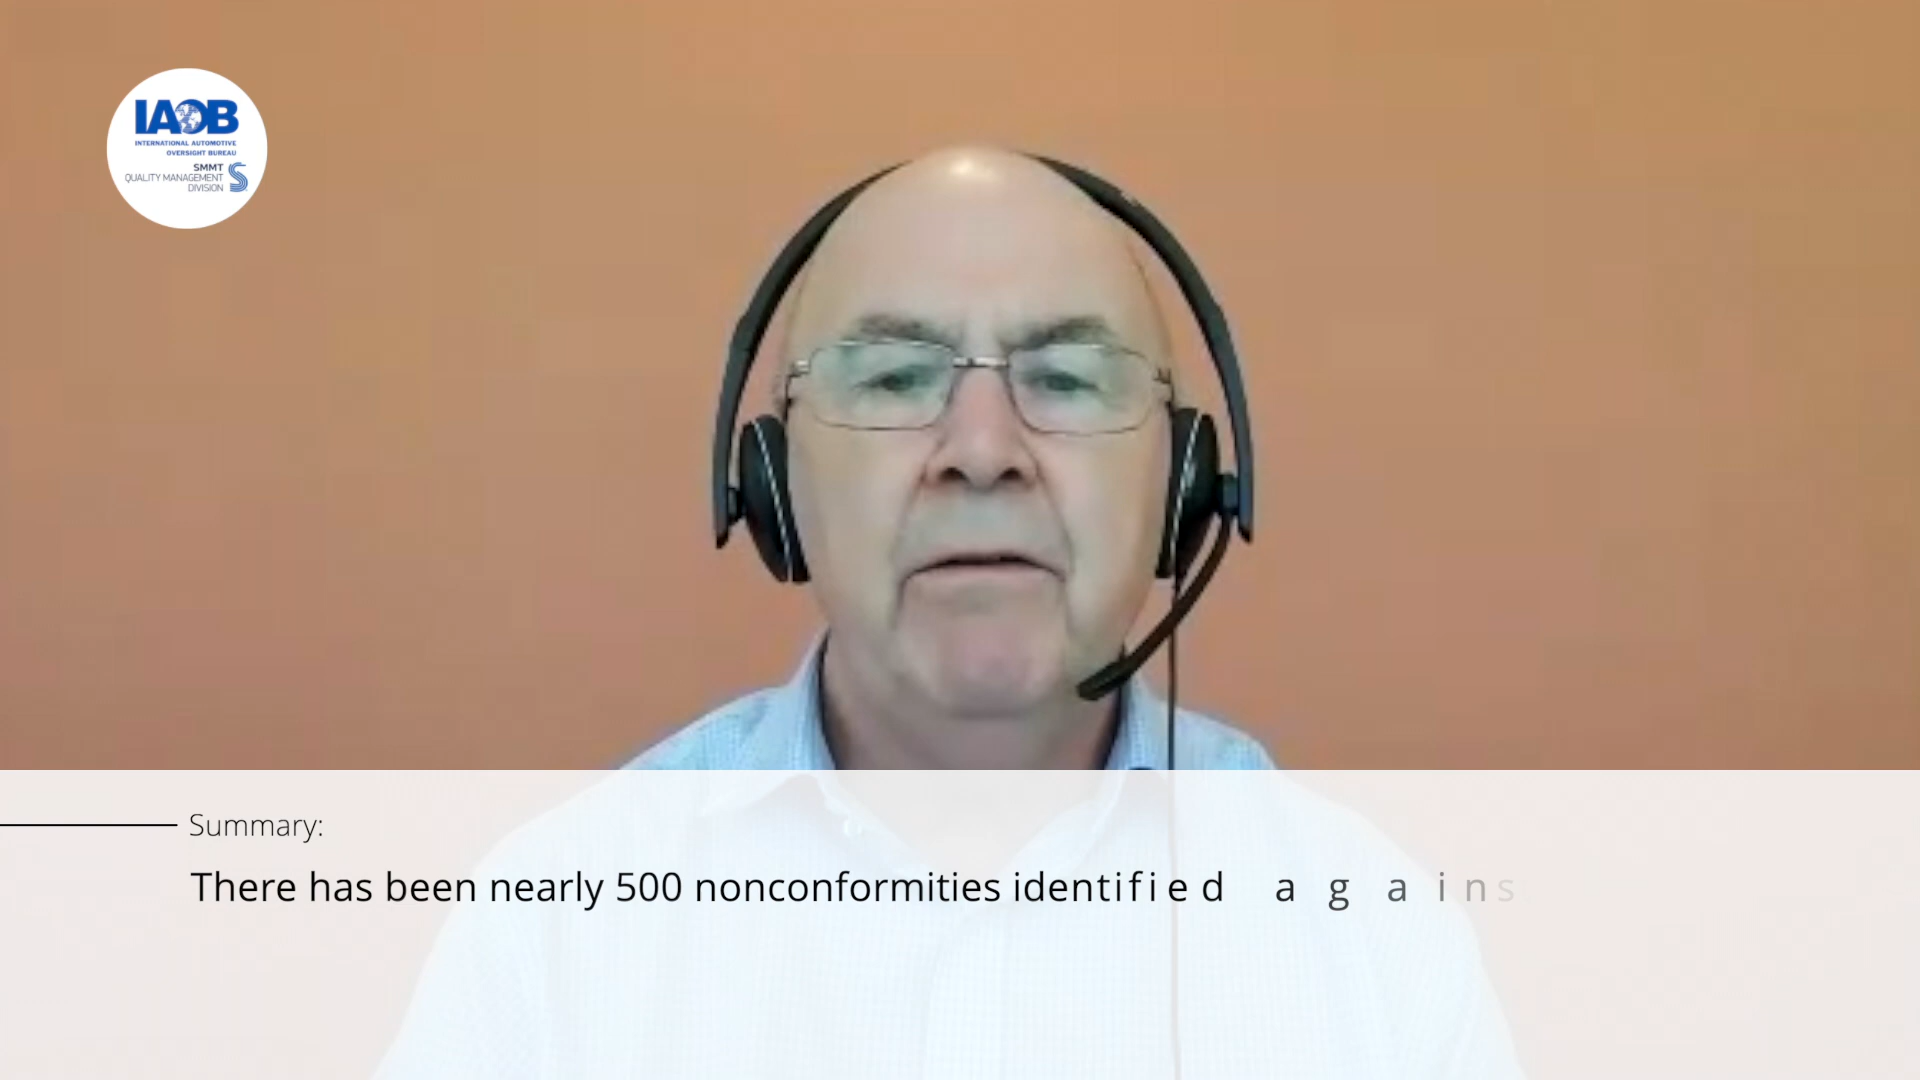 IAOB
INTERNATIONAL AUTOMOTIVE
OVERSIGHT BUREAU
SMMT
QUALITY MANAGEMENT
DIVISION
Summary:
There has been nearly 500 nonconformities identified agains